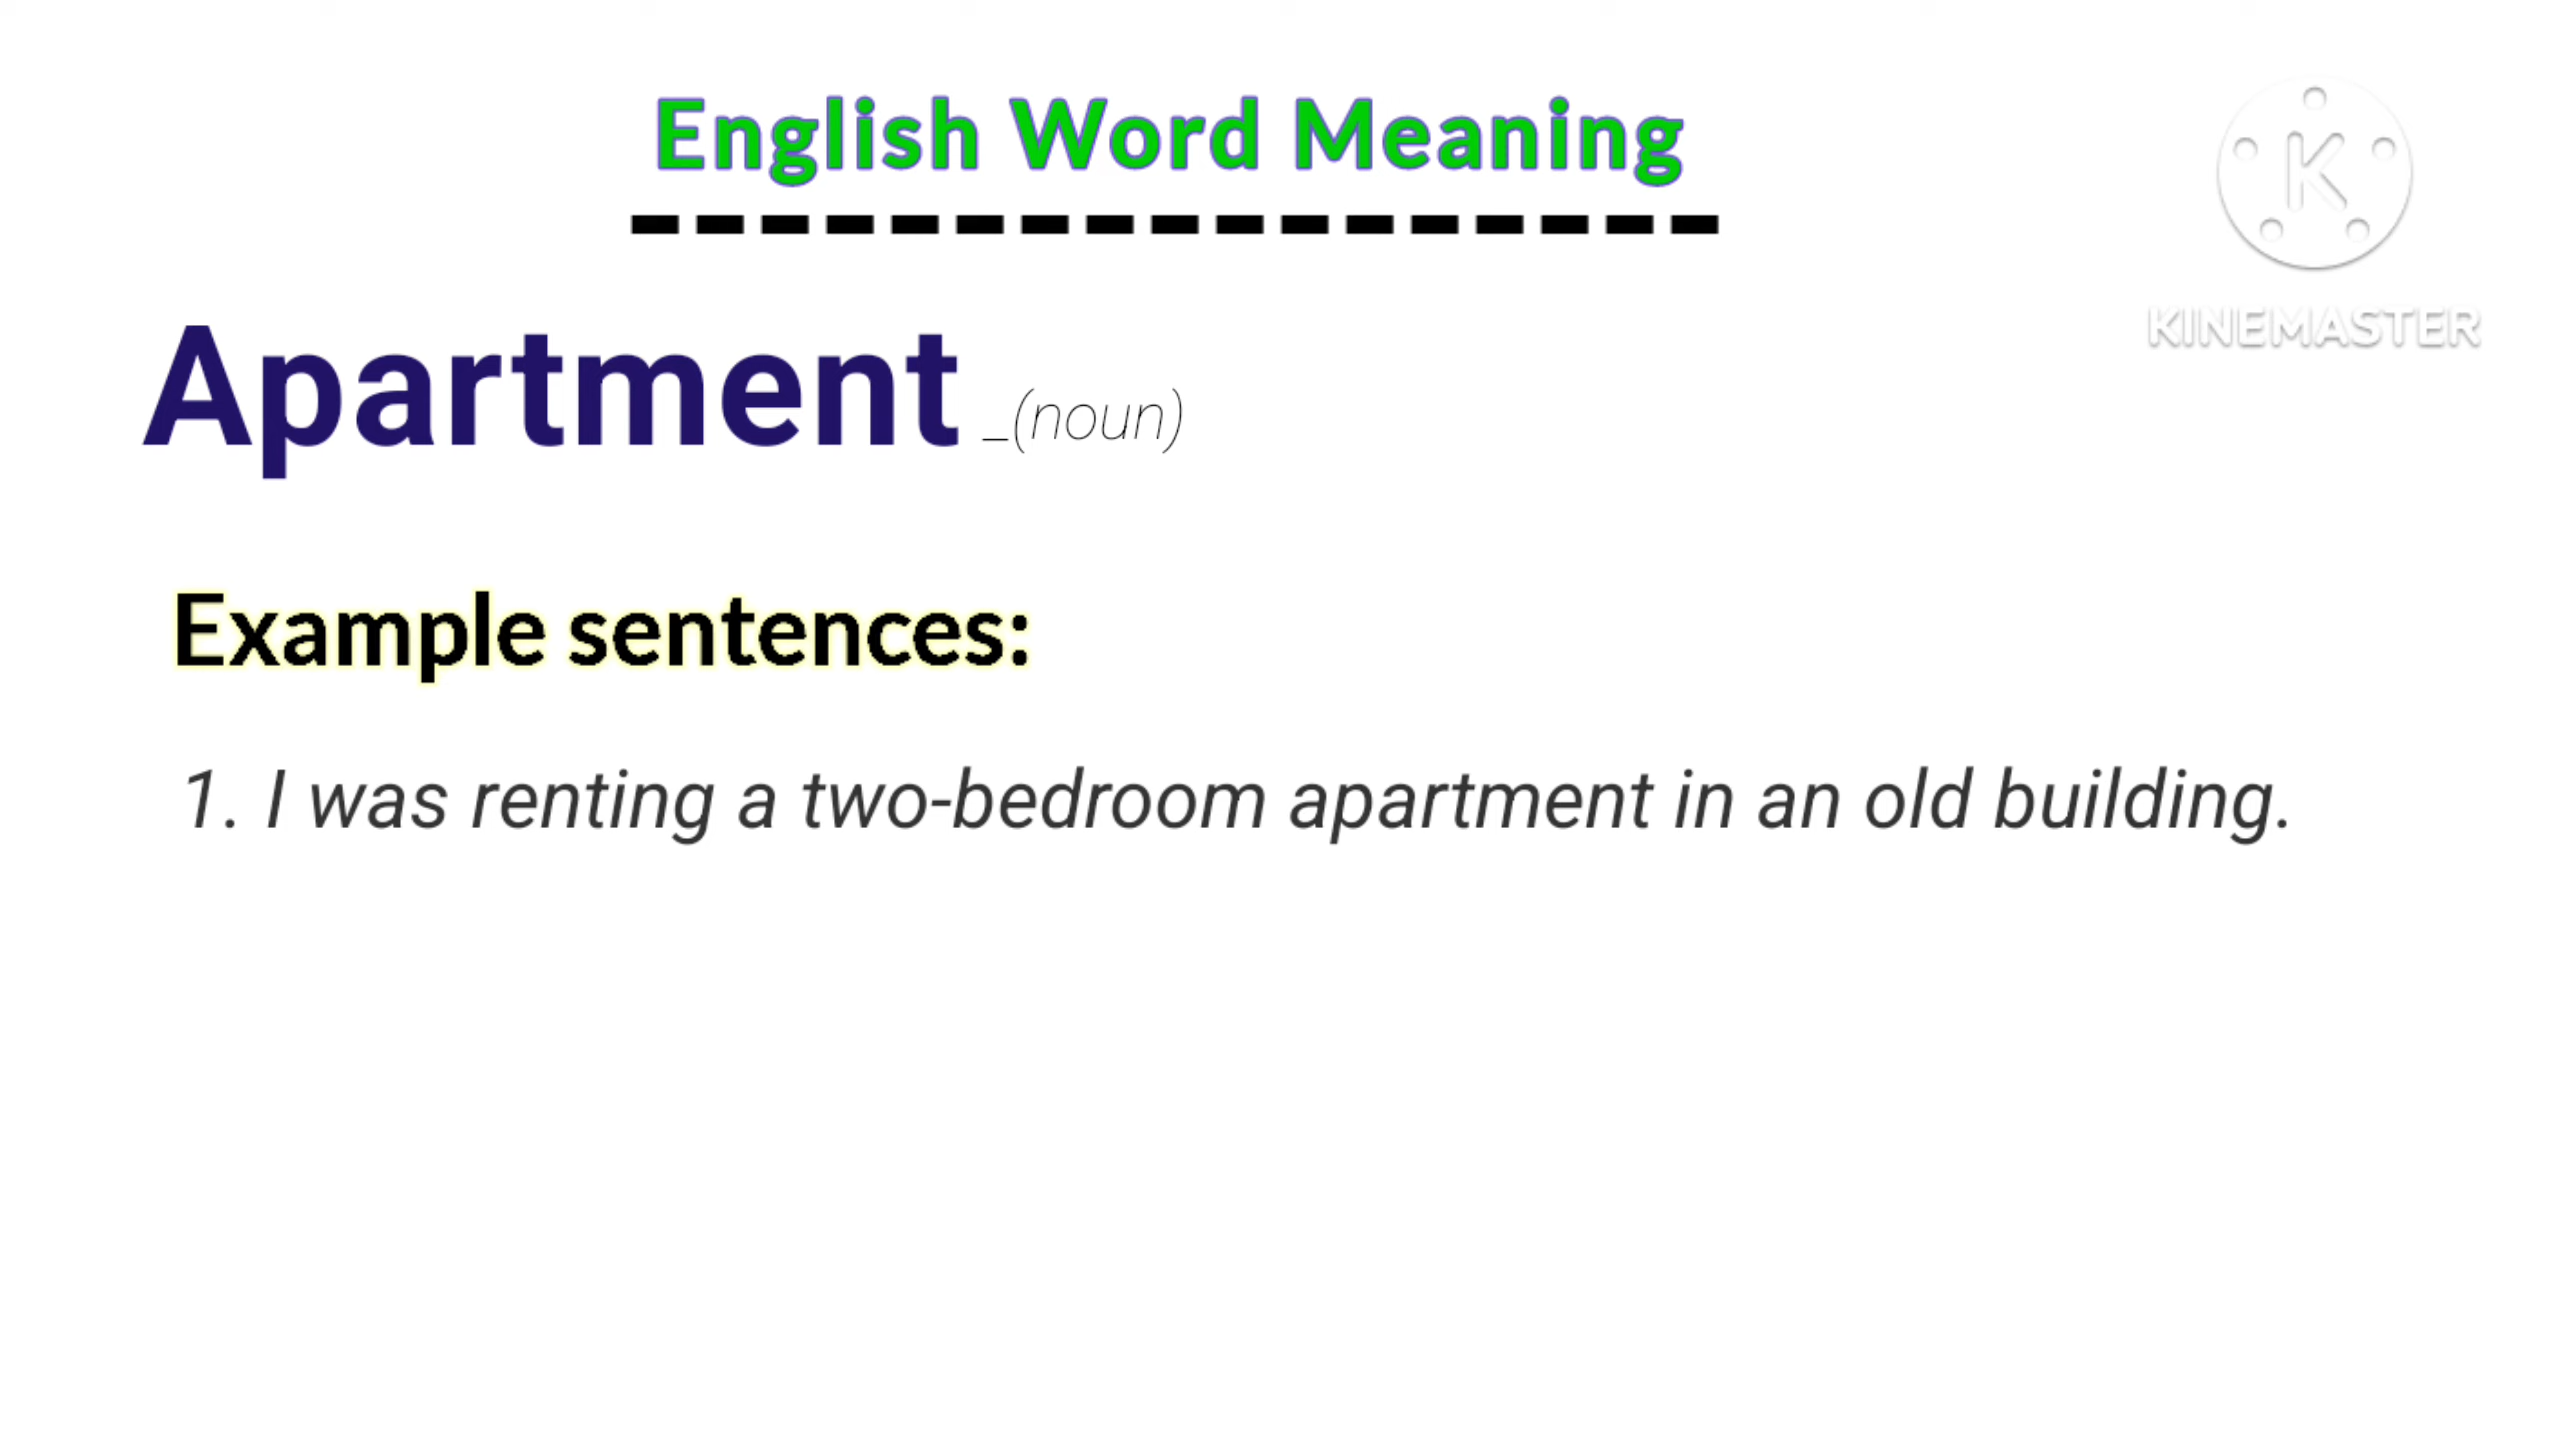 English Word Meaning
K
KINEMASTER
Apartment _(noun)
Example sentences:
1. I was renting a two-bedroom apartment in an old building.